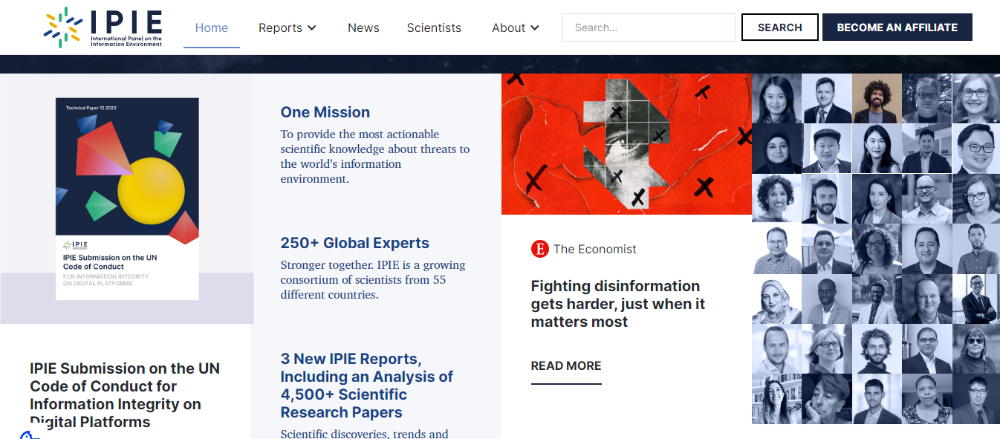 IPIE
International Panel on the
Information Environment
Home
Reports
News
Scientists
About
Search...
SEARCH
BECOME AN AFFILIATE
Technical Paper 12.2023
IPIE
IPIE Submission on the UN
Code of Conduct
FOR INFORMATION INTEGRITY
ON DIGITAL PLATFORMS
IPIE Submission on the UN
Code of Conduct for
Information Integrity on
Digital Platforms
One Mission
To provide the most actionable
scientific knowledge about threats to
the world’s information
environment.
250+ Global Experts
Stronger together. IPIE is a growing
consortium of scientists from 55
different countries.
3 New IPIE Reports,
Including an Analysis of
4,500+ Scientific
Research Papers
Scientific discoveries, trends and
E The Economist
Fighting disinformation
gets harder, just when it
matters most
READ MORE